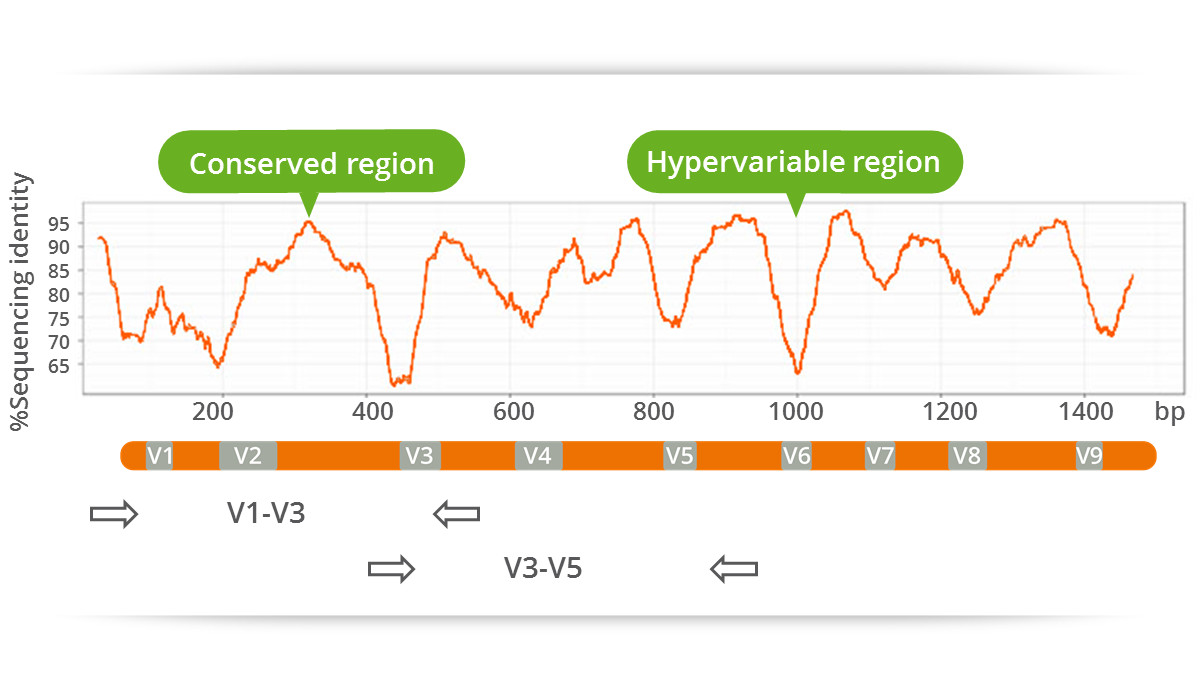 Conserved region
Hypervariable region
%Sequencing identity
95
90
85
80
75
70
65
200 400 600 800 1000 1200 1400 bp
V1 V2 V3 V4 V5 V6 V7 V8 V9
V1-V3
V3-V5